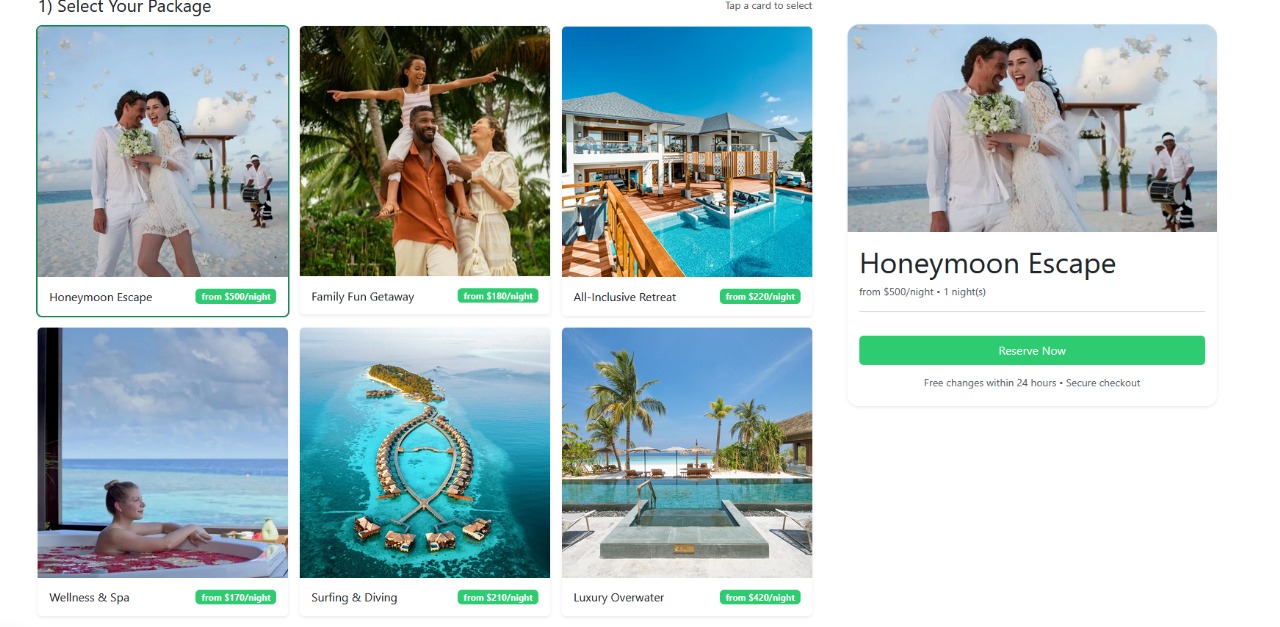 1) Select Your Package
Tap a card to select
Honeymoon Escape
from $500/night
Family Fun Getaway
from $180/night
All-Inclusive Retreat
from $220/night
Wellness & Spa
from $170/night
Surfing & Diving
from $210/night
Luxury Overwater
from $420/night
Honeymoon Escape
from $500/night • 1 night(s)
Reserve Now
Free changes within 24 hours • Secure checkout